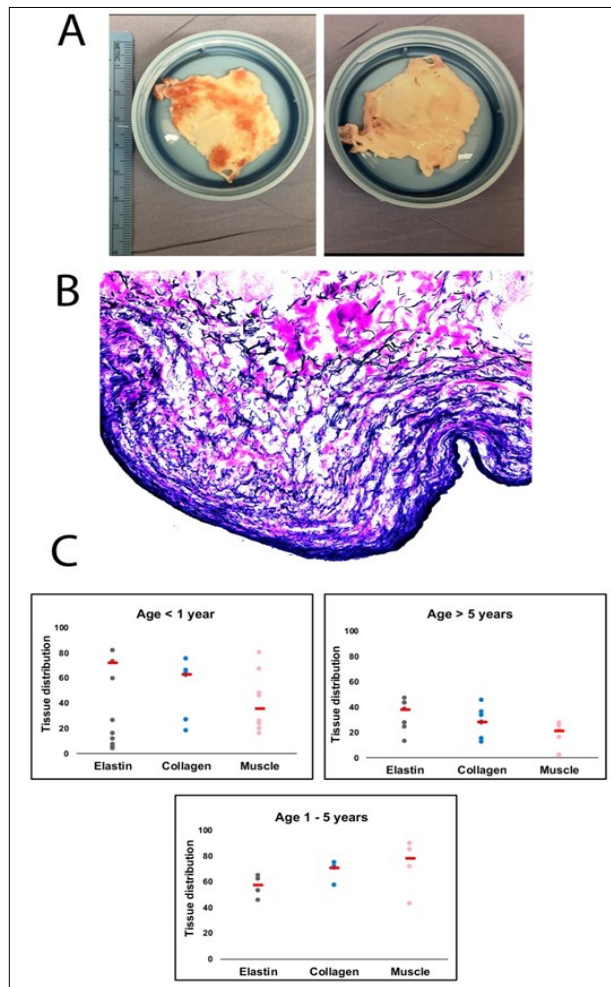 A
METRIC
B
C
Age < 1 year
Tissue distribution
100
80
60
40
20
0
Elastin Collagen Muscle
Age > 5 years
Tissue distribution
100
80
60
40
20
0
Elastin Collagen Muscle
Age 1 - 5 years
Tissue distribution
100
80
60
40
20
0
Elastin Collagen Muscle